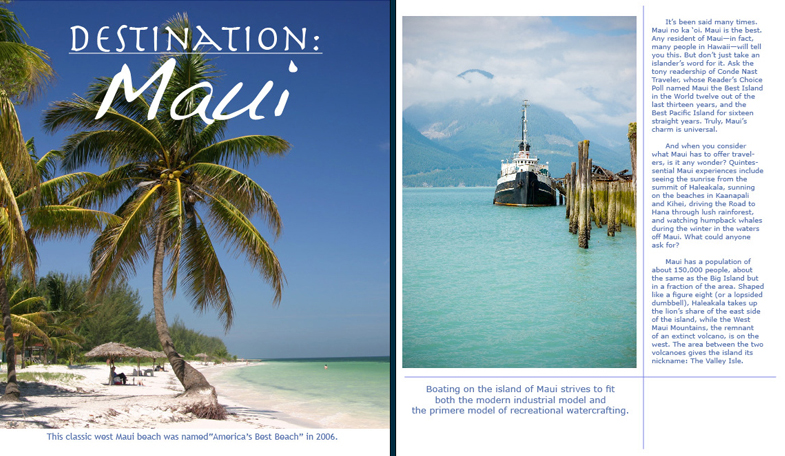 DESTINATION:
Maui
This classic west Maui beach was named"America's Best Beach" in 2006.
Boating on the island of Maui strives to fit
both the modern industrial model and
the primere model of recreational watercrafting.
It's been said many times.
Maui no ka 'oi. Maui is the best.
Any resident of Maui—in fact,
many people in Hawaii—will tell
you this. But don't just take an
islander's word for it. Ask the
tony readership of Conde Nast
Traveler, whose Reader's Choice
Poll named Maui the Best Island
in the World twelve out of the
last thirteen years, and the
Best Pacific Island for sixteen
straight years. Truly, Maui's
charm is universal.
And when you consider
what Maui has to offer travel-
ers, is it any wonder? Quintes-
sential Maui experiences include
seeing the sunrise from the
summit of Haleakala, sunning
on the beaches in Kaanapali
and Kihei, driving the Road to
Hana through lush rainforest,
and watching humpback whales
during the winter in the waters
off Maui. What could anyone
ask for?
Maui has a population of
about 150,000 people, about
the same as the Big Island but
in a fraction of the area. Shaped
like a figure eight (or a lopsided
dumbbell), Haleakala takes up
the lion's share of the east side
of the island, while the West
Maui Mountains, the remnant
of an extinct volcano, is on the
west. The area between the two
volcanoes gives the island its
nickname: The Valley Isle.